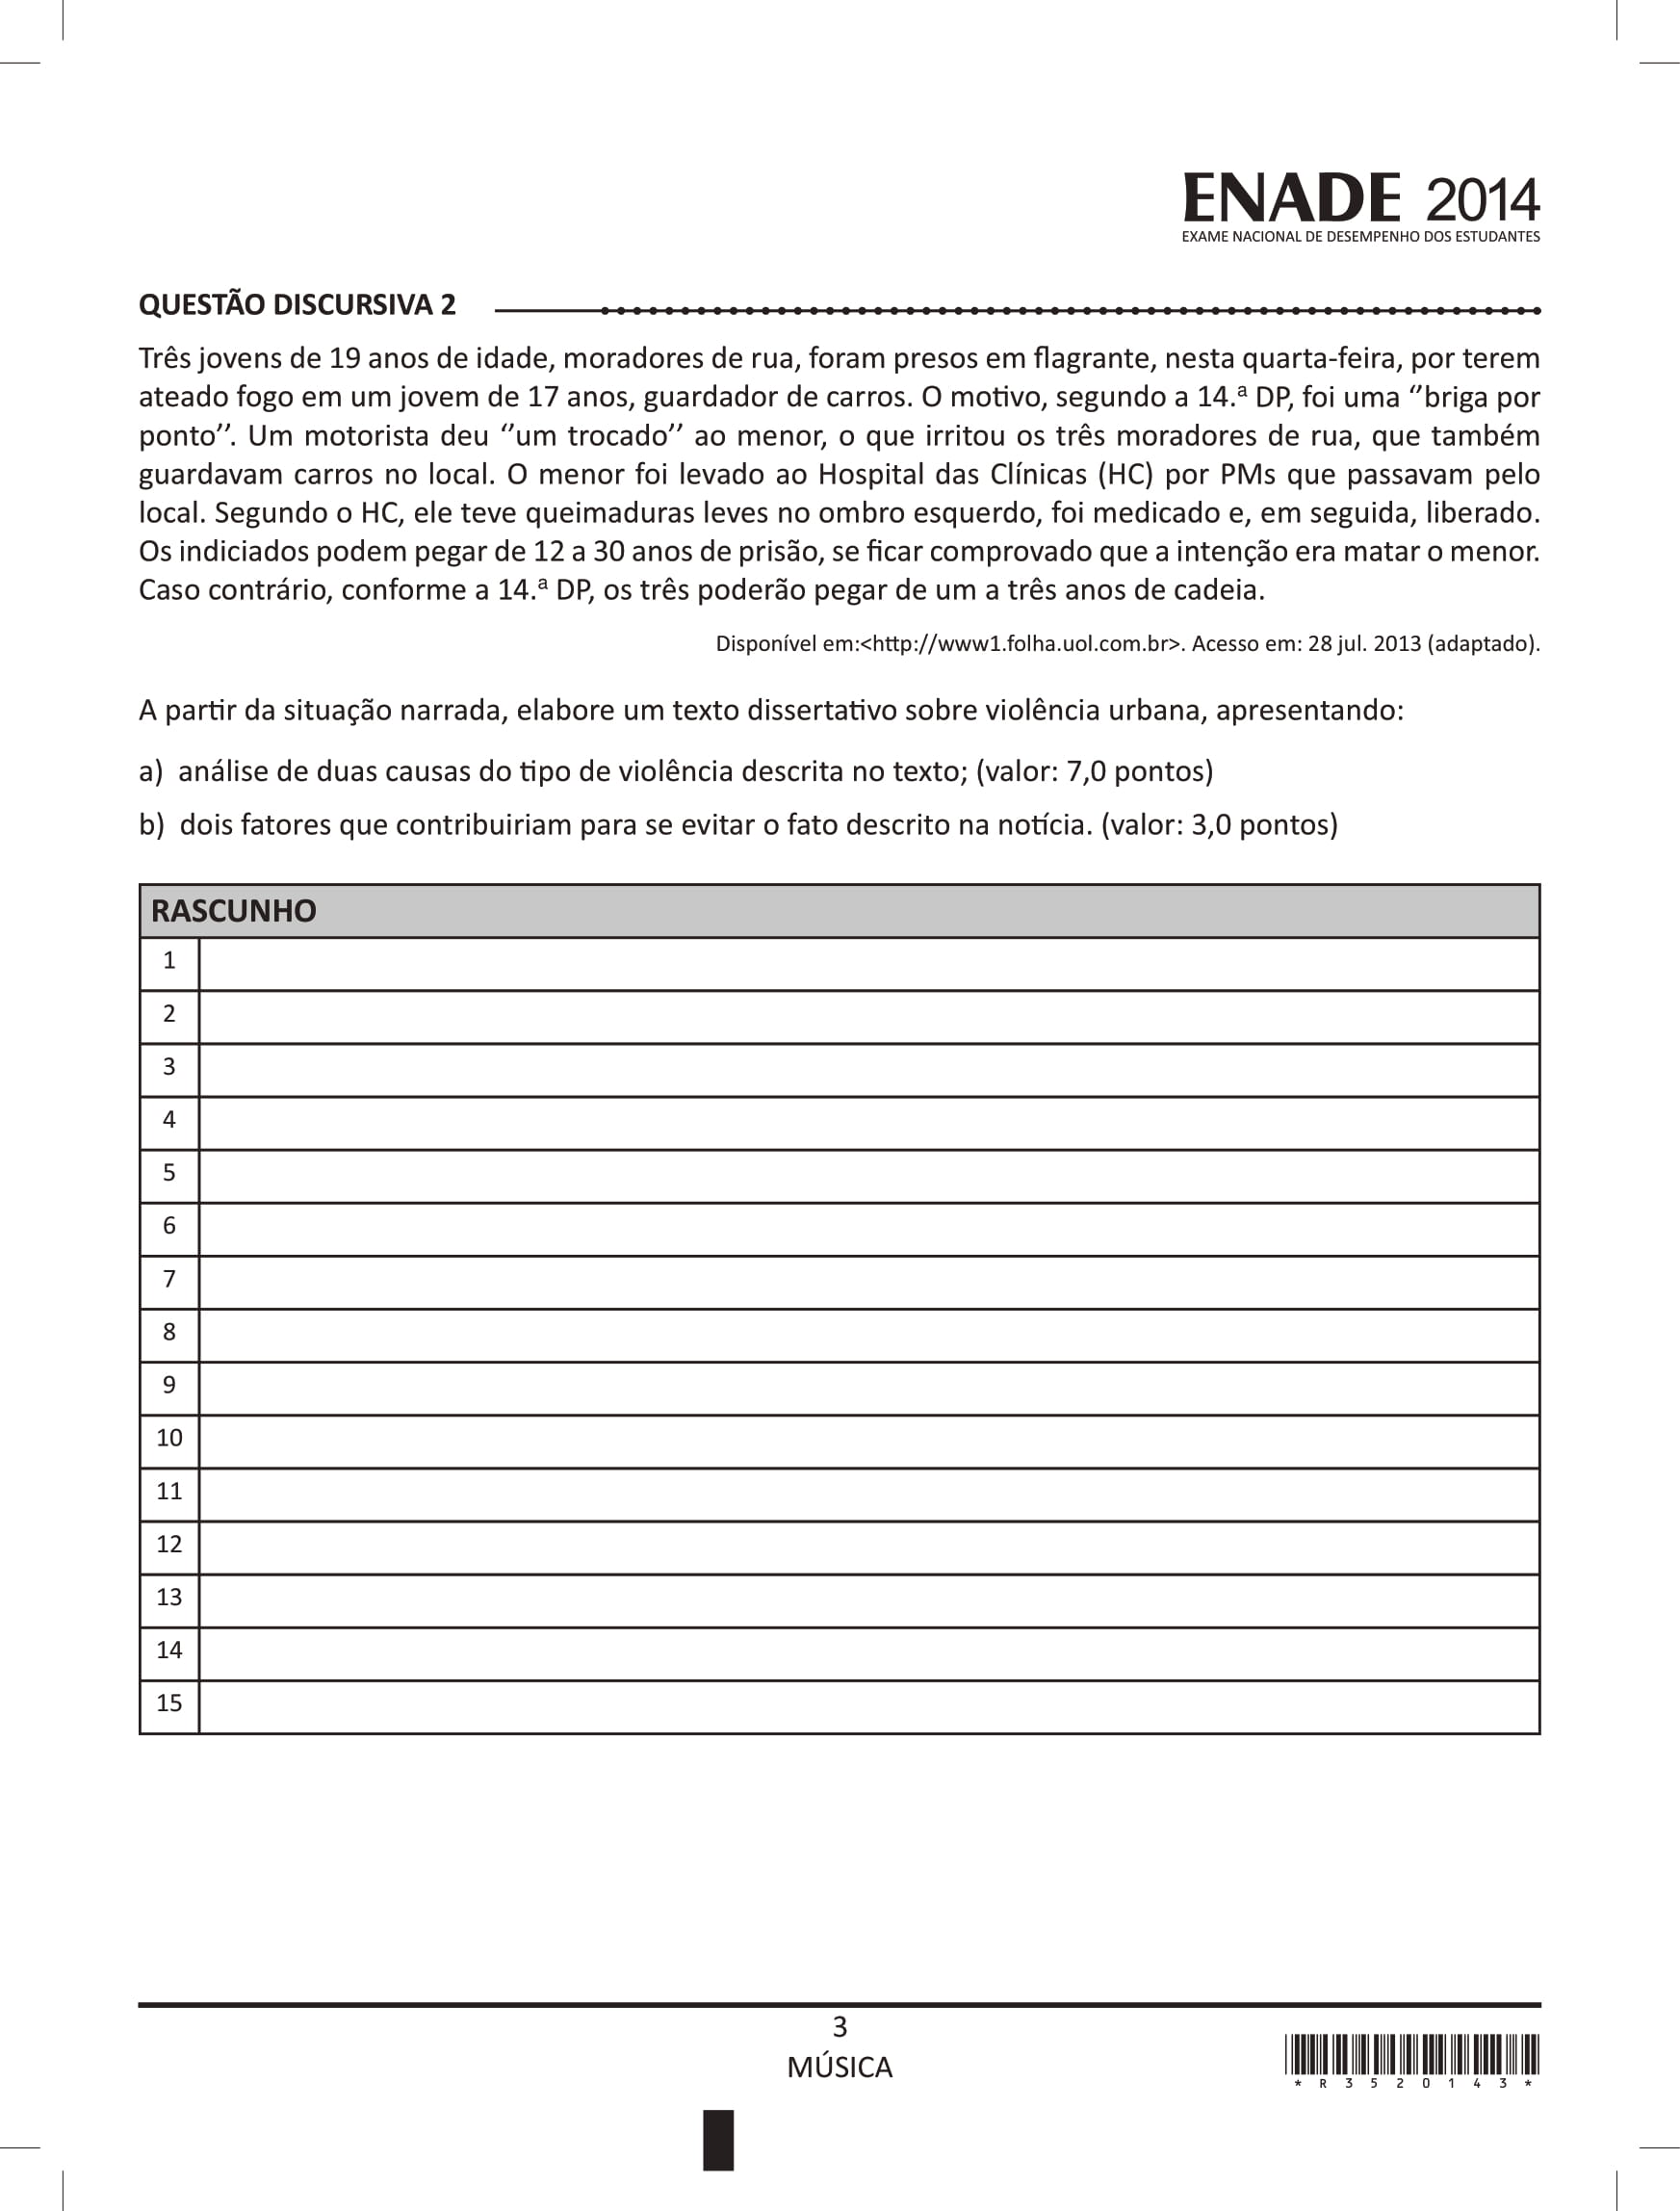 ENADE 2014
EXAME NACIONAL DE DESEMPENHO DOS ESTUDANTES
QUESTÃO DISCURSIVA 2
Três jovens de 19 anos de idade, moradores de rua, foram presos em flagrante, nesta quarta-feira, por terem
ateado fogo em um jovem de 17 anos, guardador de carros. O motivo, segundo a 14.ª DP, foi uma ‘’briga por
ponto’’. Um motorista deu ‘’um trocado’’ ao menor, o que irritou os três moradores de rua, que também
guardavam carros no local. O menor foi levado ao Hospital das Clínicas (HC) por PMs que passavam pelo
local. Segundo o HC, ele teve queimaduras leves no ombro esquerdo, foi medicado e, em seguida, liberado.
Os indiciados podem pegar de 12 a 30 anos de prisão, se ficar comprovado que a intenção era matar o menor.
Caso contrário, conforme a 14.ª DP, os três poderão pegar de um a três anos de cadeia.
Disponível em:<http://www1.folha.uol.com.br>. Acesso em: 28 jul. 2013 (adaptado).
A partir da situação narrada, elabore um texto dissertativo sobre violência urbana, apresentando:
a) análise de duas causas do tipo de violência descrita no texto; (valor: 7,0 pontos)
b) dois fatores que contribuiriam para se evitar o fato descrito na notícia. (valor: 3,0 pontos)
RASCUNHO
1
2
3
4
5
6
7
8
9
10
11
12
13
14
15
3
MÚSICA
* R 3 5 2 0 1 4 3 *